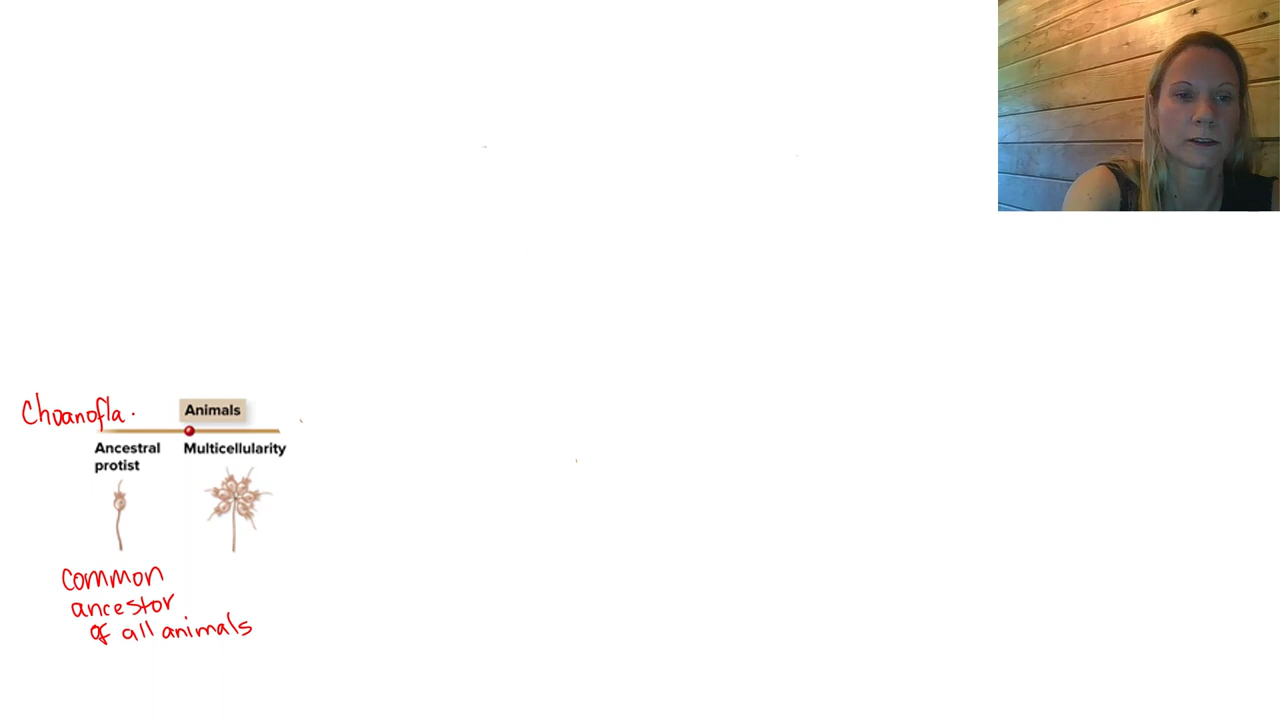 Choanofla.
Animals
Ancestral
protist
Multicellularity
common
ancestor
of all animals